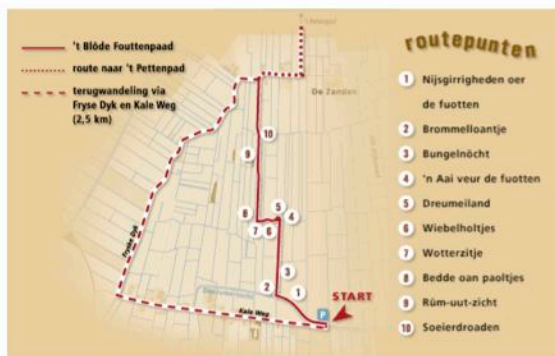 't Blôde Fouttenpaad
route naar 't Pettenpad
terugwandeling via
Fryse Dyk en Kale Weg
(2,5 km)
De Zanden
10
9
8
7
6
5
4
3
2
1
Fryske Dyk
Kale Weg
P
START
routepunten
1 Nijsgirrigheden oer
de fuotten
2 Brommelloantje
3 Bungelnöcht
4 'n Aai veur de fuotten
5 Dreumeiland
6 Wiebelholtjes
7 Wotterzitje
8 Bedde oan paoltjes
9 Rûm-uut-zicht
10 Soeierdroaden